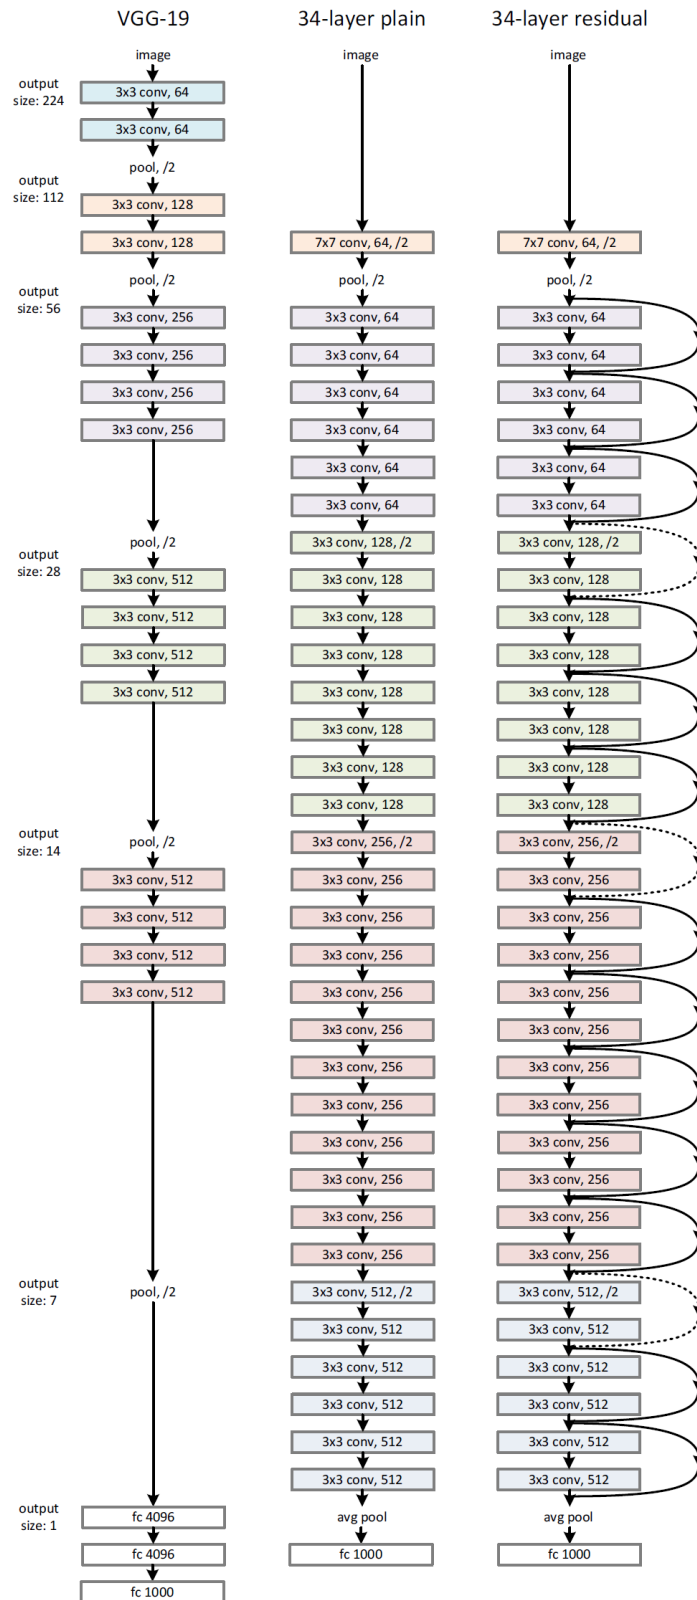 output
size: 224
output
size: 112
output
size: 56
output
size: 28
output
size: 14
output
size: 7
output
size: 1
VGG-19
image
3x3 conv, 64
3x3 conv, 64
pool, /2
3x3 conv, 128
3x3 conv, 128
pool, /2
3x3 conv, 256
3x3 conv, 256
3x3 conv, 256
3x3 conv, 256
pool, /2
3x3 conv, 512
3x3 conv, 512
3x3 conv, 512
3x3 conv, 512
pool, /2
3x3 conv, 512
3x3 conv, 512
3x3 conv, 512
3x3 conv, 512
pool, /2
fc 4096
fc 4096
fc 1000
34-layer plain
image
7x7 conv, 64, /2
pool, /2
3x3 conv, 64
3x3 conv, 64
3x3 conv, 64
3x3 conv, 64
3x3 conv, 64
3x3 conv, 64
3x3 conv, 128, /2
3x3 conv, 128
3x3 conv, 128
3x3 conv, 128
3x3 conv, 128
3x3 conv, 128
3x3 conv, 128
3x3 conv, 128
3x3 conv, 256, /2
3x3 conv, 256
3x3 conv, 256
3x3 conv, 256
3x3 conv, 256
3x3 conv, 256
3x3 conv, 256
3x3 conv, 256
3x3 conv, 256
3x3 conv, 256
3x3 conv, 256
3x3 conv, 256
3x3 conv, 512, /2
3x3 conv, 512
3x3 conv, 512
3x3 conv, 512
3x3 conv, 512
3x3 conv, 512
avg pool
fc 1000
34-layer residual
image
7x7 conv, 64, /2
pool, /2
3x3 conv, 64
3x3 conv, 64
3x3 conv, 64
3x3 conv, 64
3x3 conv, 64
3x3 conv, 64
3x3 conv, 128, /2
3x3 conv, 128
3x3 conv, 128
3x3 conv, 128
3x3 conv, 128
3x3 conv, 128
3x3 conv, 128
3x3 conv, 128
3x3 conv, 256, /2
3x3 conv, 256
3x3 conv, 256
3x3 conv, 256
3x3 conv, 256
3x3 conv, 256
3x3 conv, 256
3x3 conv, 256
3x3 conv, 256
3x3 conv, 256
3x3 conv, 256
3x3 conv, 256
3x3 conv, 512, /2
3x3 conv, 512
3x3 conv, 512
3x3 conv, 512
3x3 conv, 512
3x3 conv, 512
avg pool
fc 1000